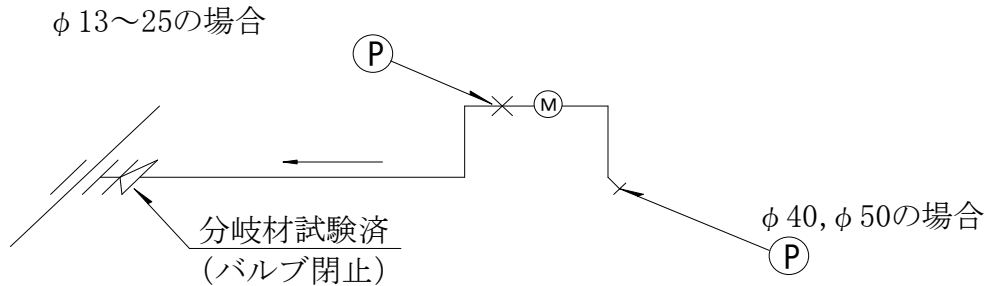 φ13～25の場合
P
M
分岐材試験済
(バルブ閉止)
φ40,φ50の場合
P